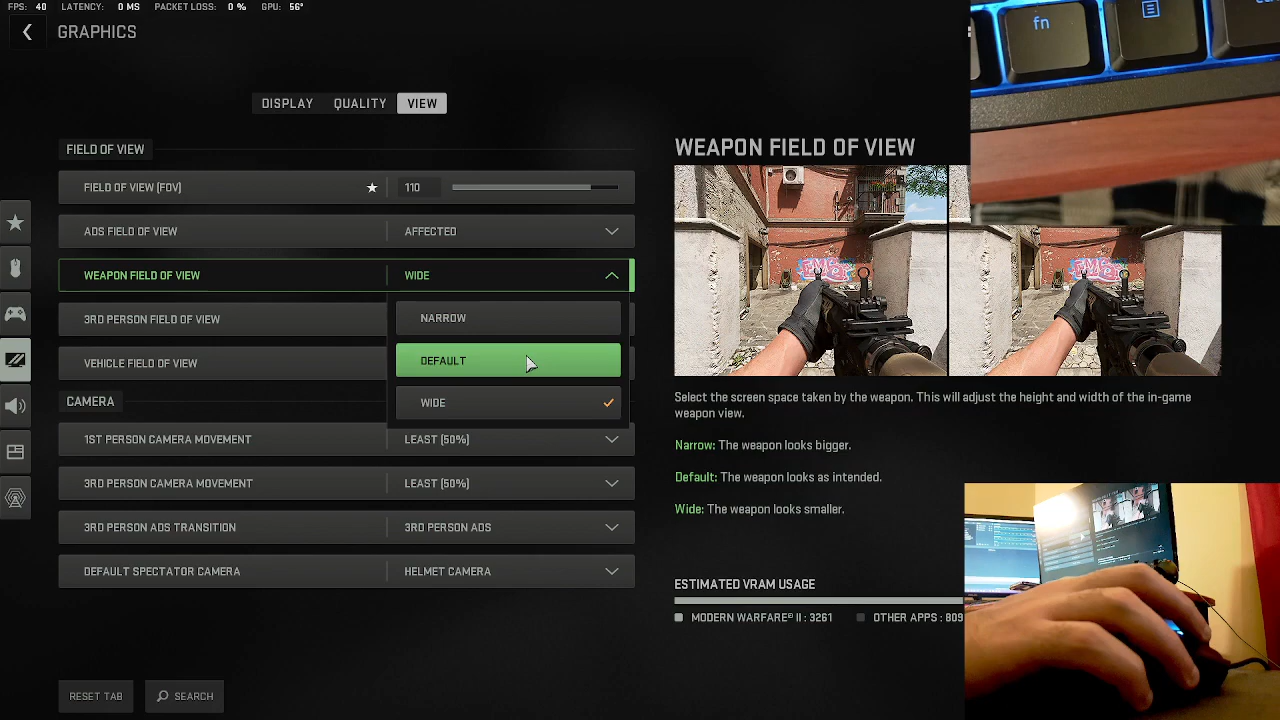 FPS: 40 LATENCY: 0 MS PACKET LOSS: 0 % GPU: 56°
GRAPHICS
DISPLAY QUALITY VIEW
FIELD OF VIEW
FIELD OF VIEW (FOV) 110
ADS FIELD OF VIEW AFFECTED
WEAPON FIELD OF VIEW WIDE
NARROW
3RD PERSON FIELD OF VIEW
DEFAULT
VEHICLE FIELD OF VIEW
WIDE
CAMERA
1ST PERSON CAMERA MOVEMENT LEAST (50%)
3RD PERSON CAMERA MOVEMENT LEAST (50%)
3RD PERSON ADS TRANSITION 3RD PERSON ADS
DEFAULT SPECTATOR CAMERA HELMET CAMERA
RESET TAB SEARCH
WEAPON FIELD OF VIEW
Select the screen space taken by the weapon. This will adjust the height and width of the in-game
weapon view.
Narrow: The weapon looks bigger.
Default: The weapon looks as intended.
Wide: The weapon looks smaller.
ESTIMATED VRAM USAGE
MODERN WARFARE® II : 3261 OTHER APPS : 809
fn